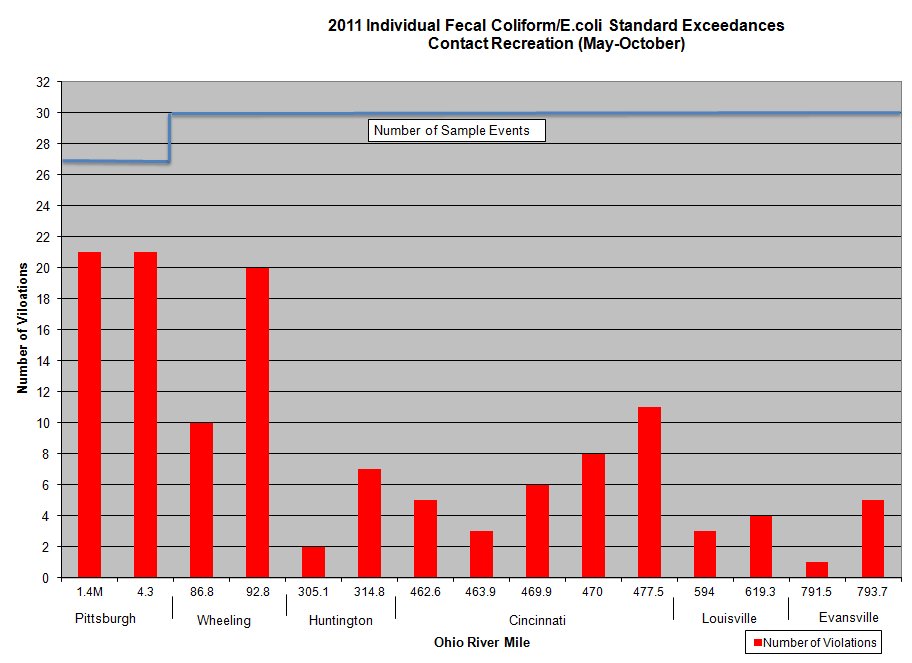 2011 Individual Fecal Coliform/E.coli Standard Exceedances
Contact Recreation (May-October)
32
30
28
26
24
22
20
18
16
14
12
10
8
6
4
2
0
Number of Viloations
Number of Sample Events
1.4M 4.3 86.8 92.8 305.1 314.8 462.6 463.9 469.9 470 477.5 594 619.3 791.5 793.7
Pittsburgh Wheeling Huntington Cincinnati Louisville Evansville
Ohio River Mile
Number of Violations